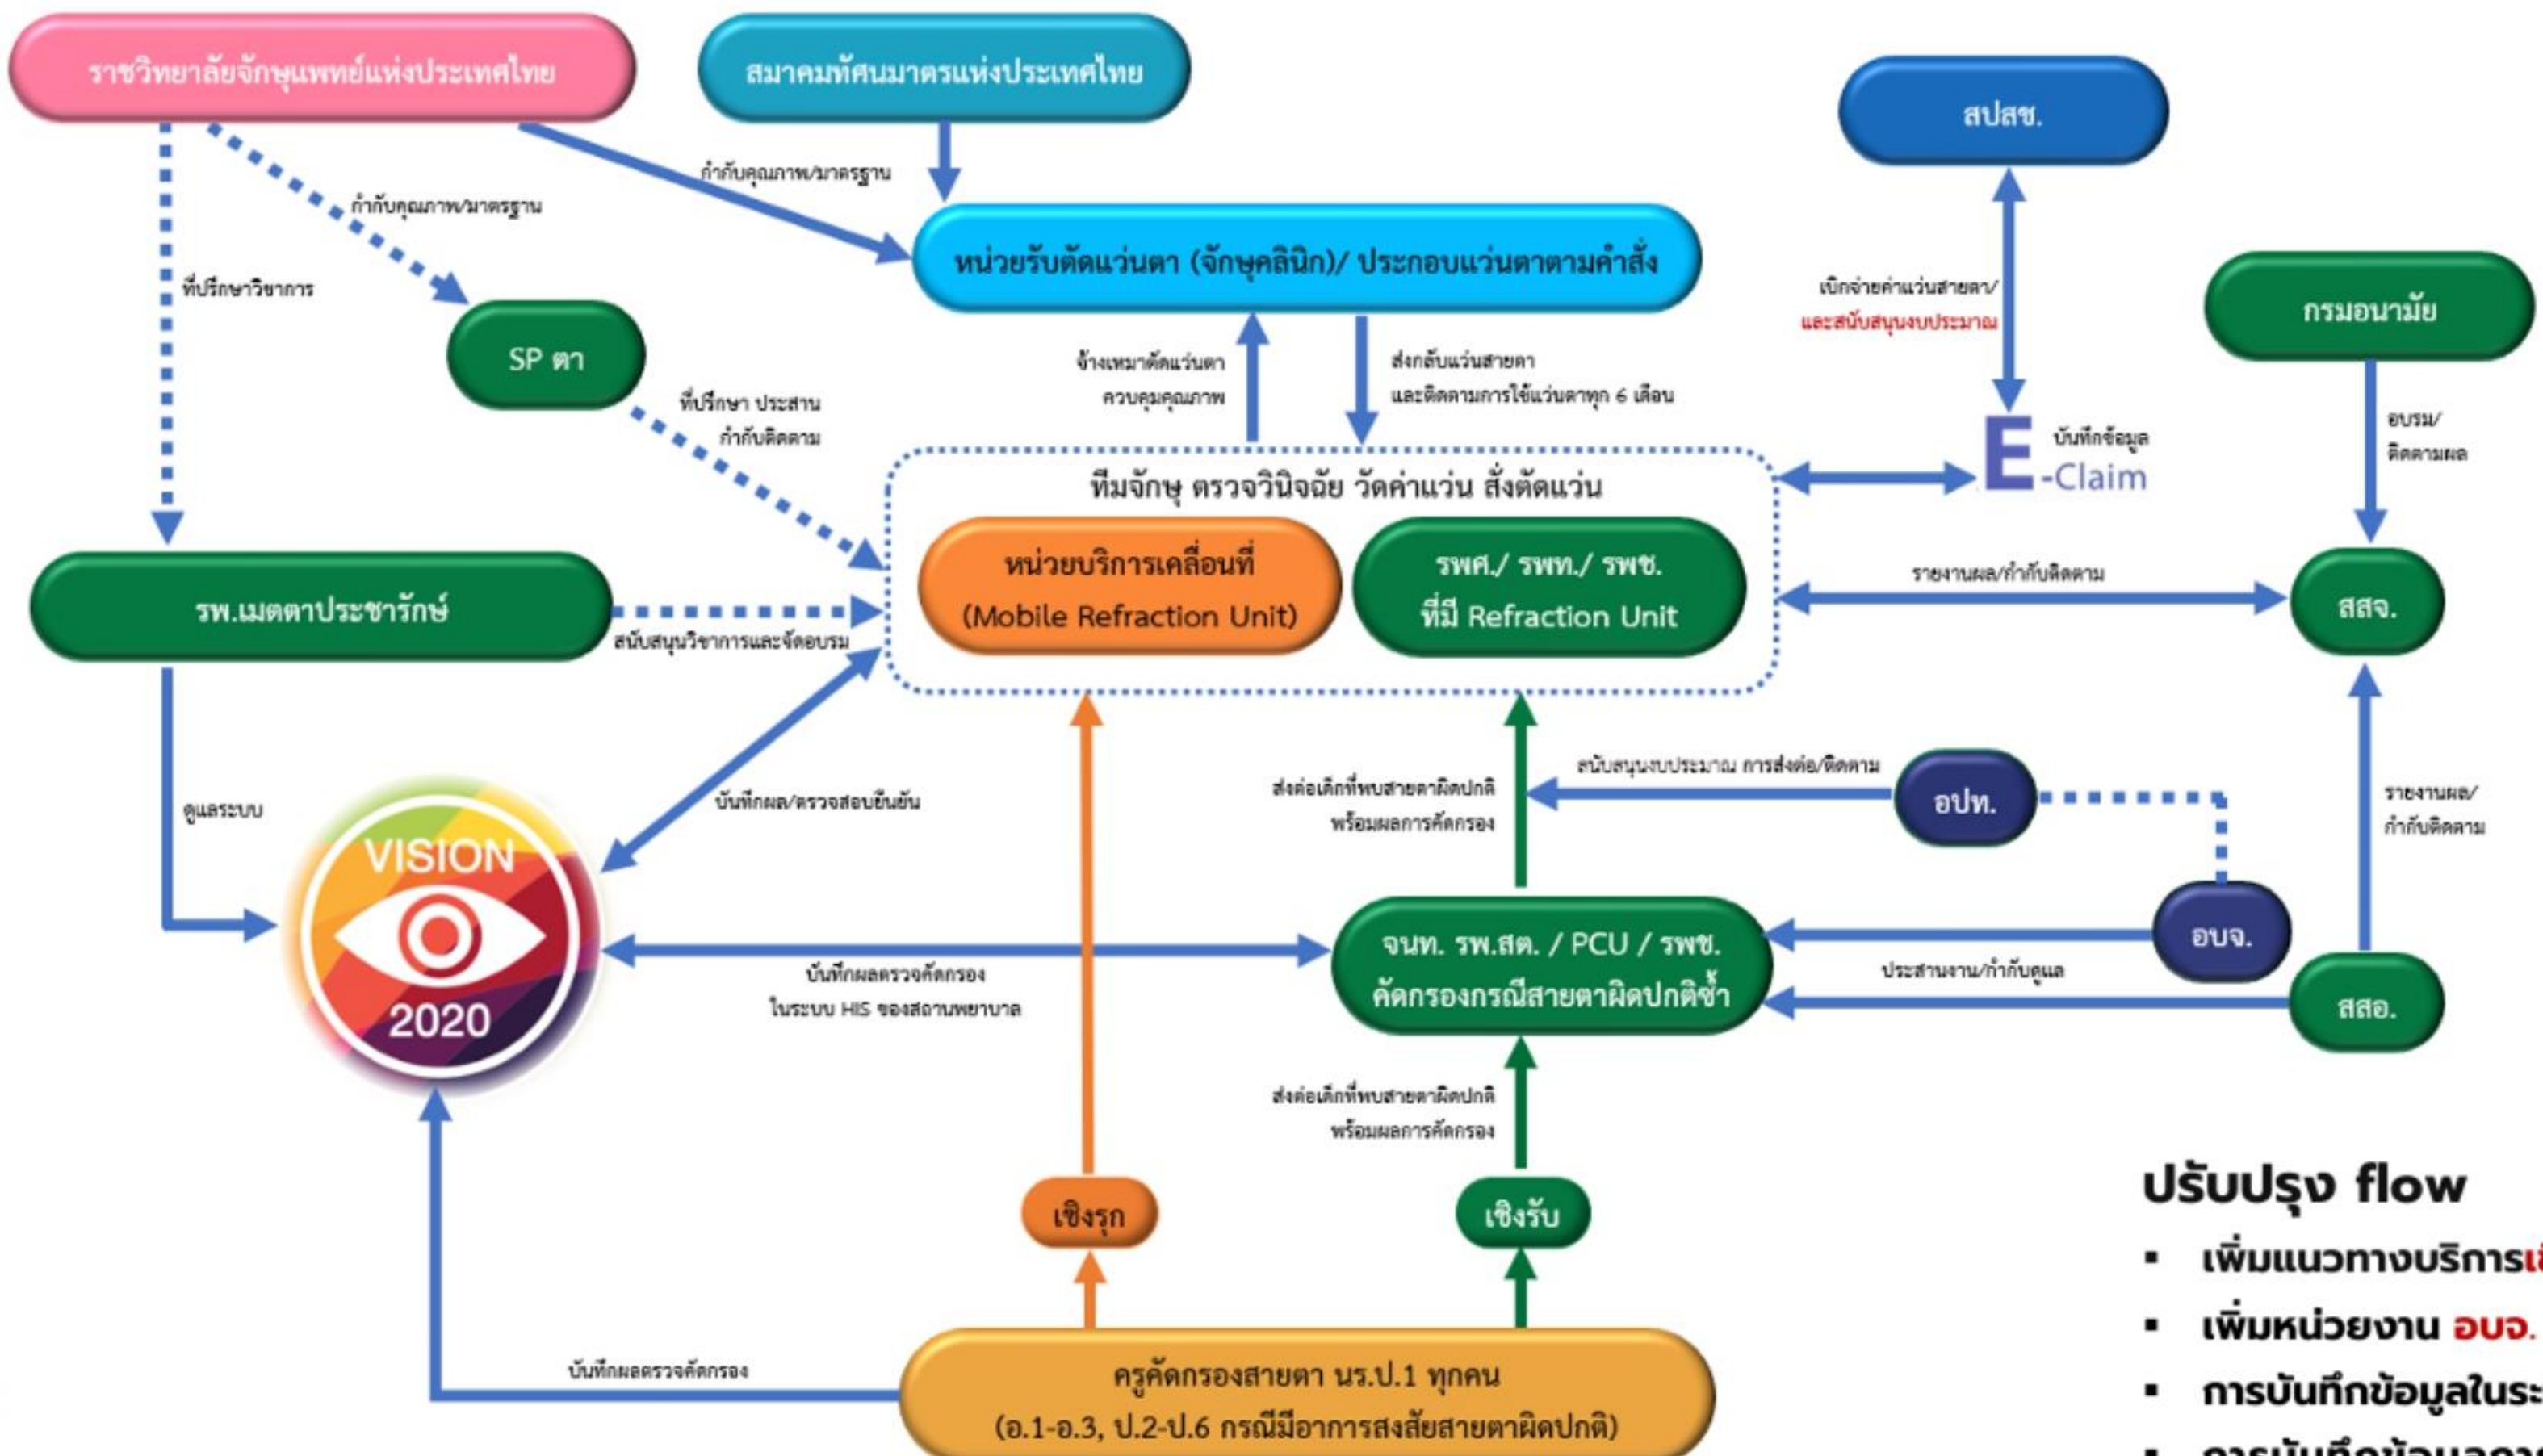 ราชวิทยาลัยจักษุแพทย์แห่งประเทศไทย
สมาคมทัศนมาตรแห่งประเทศไทย
สปสช.
กำกับคุณภาพ/มาตรฐาน
กำกับคุณภาพ/มาตรฐาน
ที่ปรึกษาวิชาการ
หน่วยรับตัดแว่นตา (จักษุคลินิก)/ ประกอบแว่นตาตามคำสั่ง
เบิกจ่ายค่าแว่นสายตา/
และสนับสนุนงบประมาณ
กรมอนามัย
SP ตา
จ้างเหมาตัดแว่นตา
ควบคุมคุณภาพ
ส่งกลับแว่นสายตา
และติดตามการใช้แว่นตาทุก 6 เดือน
ที่ปรึกษา ประสาน
กำกับติดตาม
อบรม/
ติดตามผล
บันทึกข้อมูล
E-Claim
ทีมจักษุ ตรวจวินิจฉัย วัดค่าแว่น สั่งตัดแว่น
หน่วยบริการเคลื่อนที่
(Mobile Refraction Unit)
รพศ./ รพท./ รพช.
ที่มี Refraction Unit
รายงานผล/กำกับติดตาม
สสจ.
รพ.เมตตาประชารักษ์
สนับสนุนวิชาการและจัดอบรม
ดูแลระบบ
บันทึกผล/ตรวจสอบยืนยัน
ส่งต่อเด็กที่พบสายตาผิดปกติ
พร้อมผลการคัดกรอง
สนับสนุนงบประมาณ การส่งต่อ/ติดตาม
อปท.
รายงานผล/
กำกับติดตาม
VISION
2020
บันทึกผลตรวจคัดกรอง
ในระบบ HIS ของสถานพยาบาล
จนท. รพ.สต. / PCU / รพช.
คัดกรองกรณีสายตาผิดปกติซ้ำ
อบจ.
ประสานงาน/กำกับดูแล
สสอ.
ส่งต่อเด็กที่พบสายตาผิดปกติ
พร้อมผลการคัดกรอง
เชิงรุก
เชิงรับ
บันทึกผลตรวจคัดกรอง
ครูคัดกรองสายตา นร.ป.1 ทุกคน
(อ.1-อ.3, ป.2-ป.6 กรณีมีอาการสงสัยสายตาผิดปกติ)
ปรับปรุง flow
▪ เพิ่มแนวทางบริการ
▪ เพิ่มหน่วยงาน อบจ.
▪ การบันทึกข้อมูลในระ